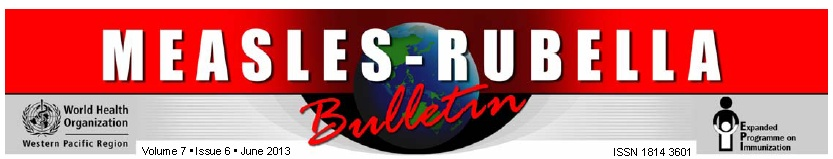 MEASLES-RUBELLA
Bulletin
World Health
Organization
Western Pacific Region
Volume 7 ▪ Issue 6 ▪ June 2013
ISSN 1814 3601
Expanded
Programme on
Immunization